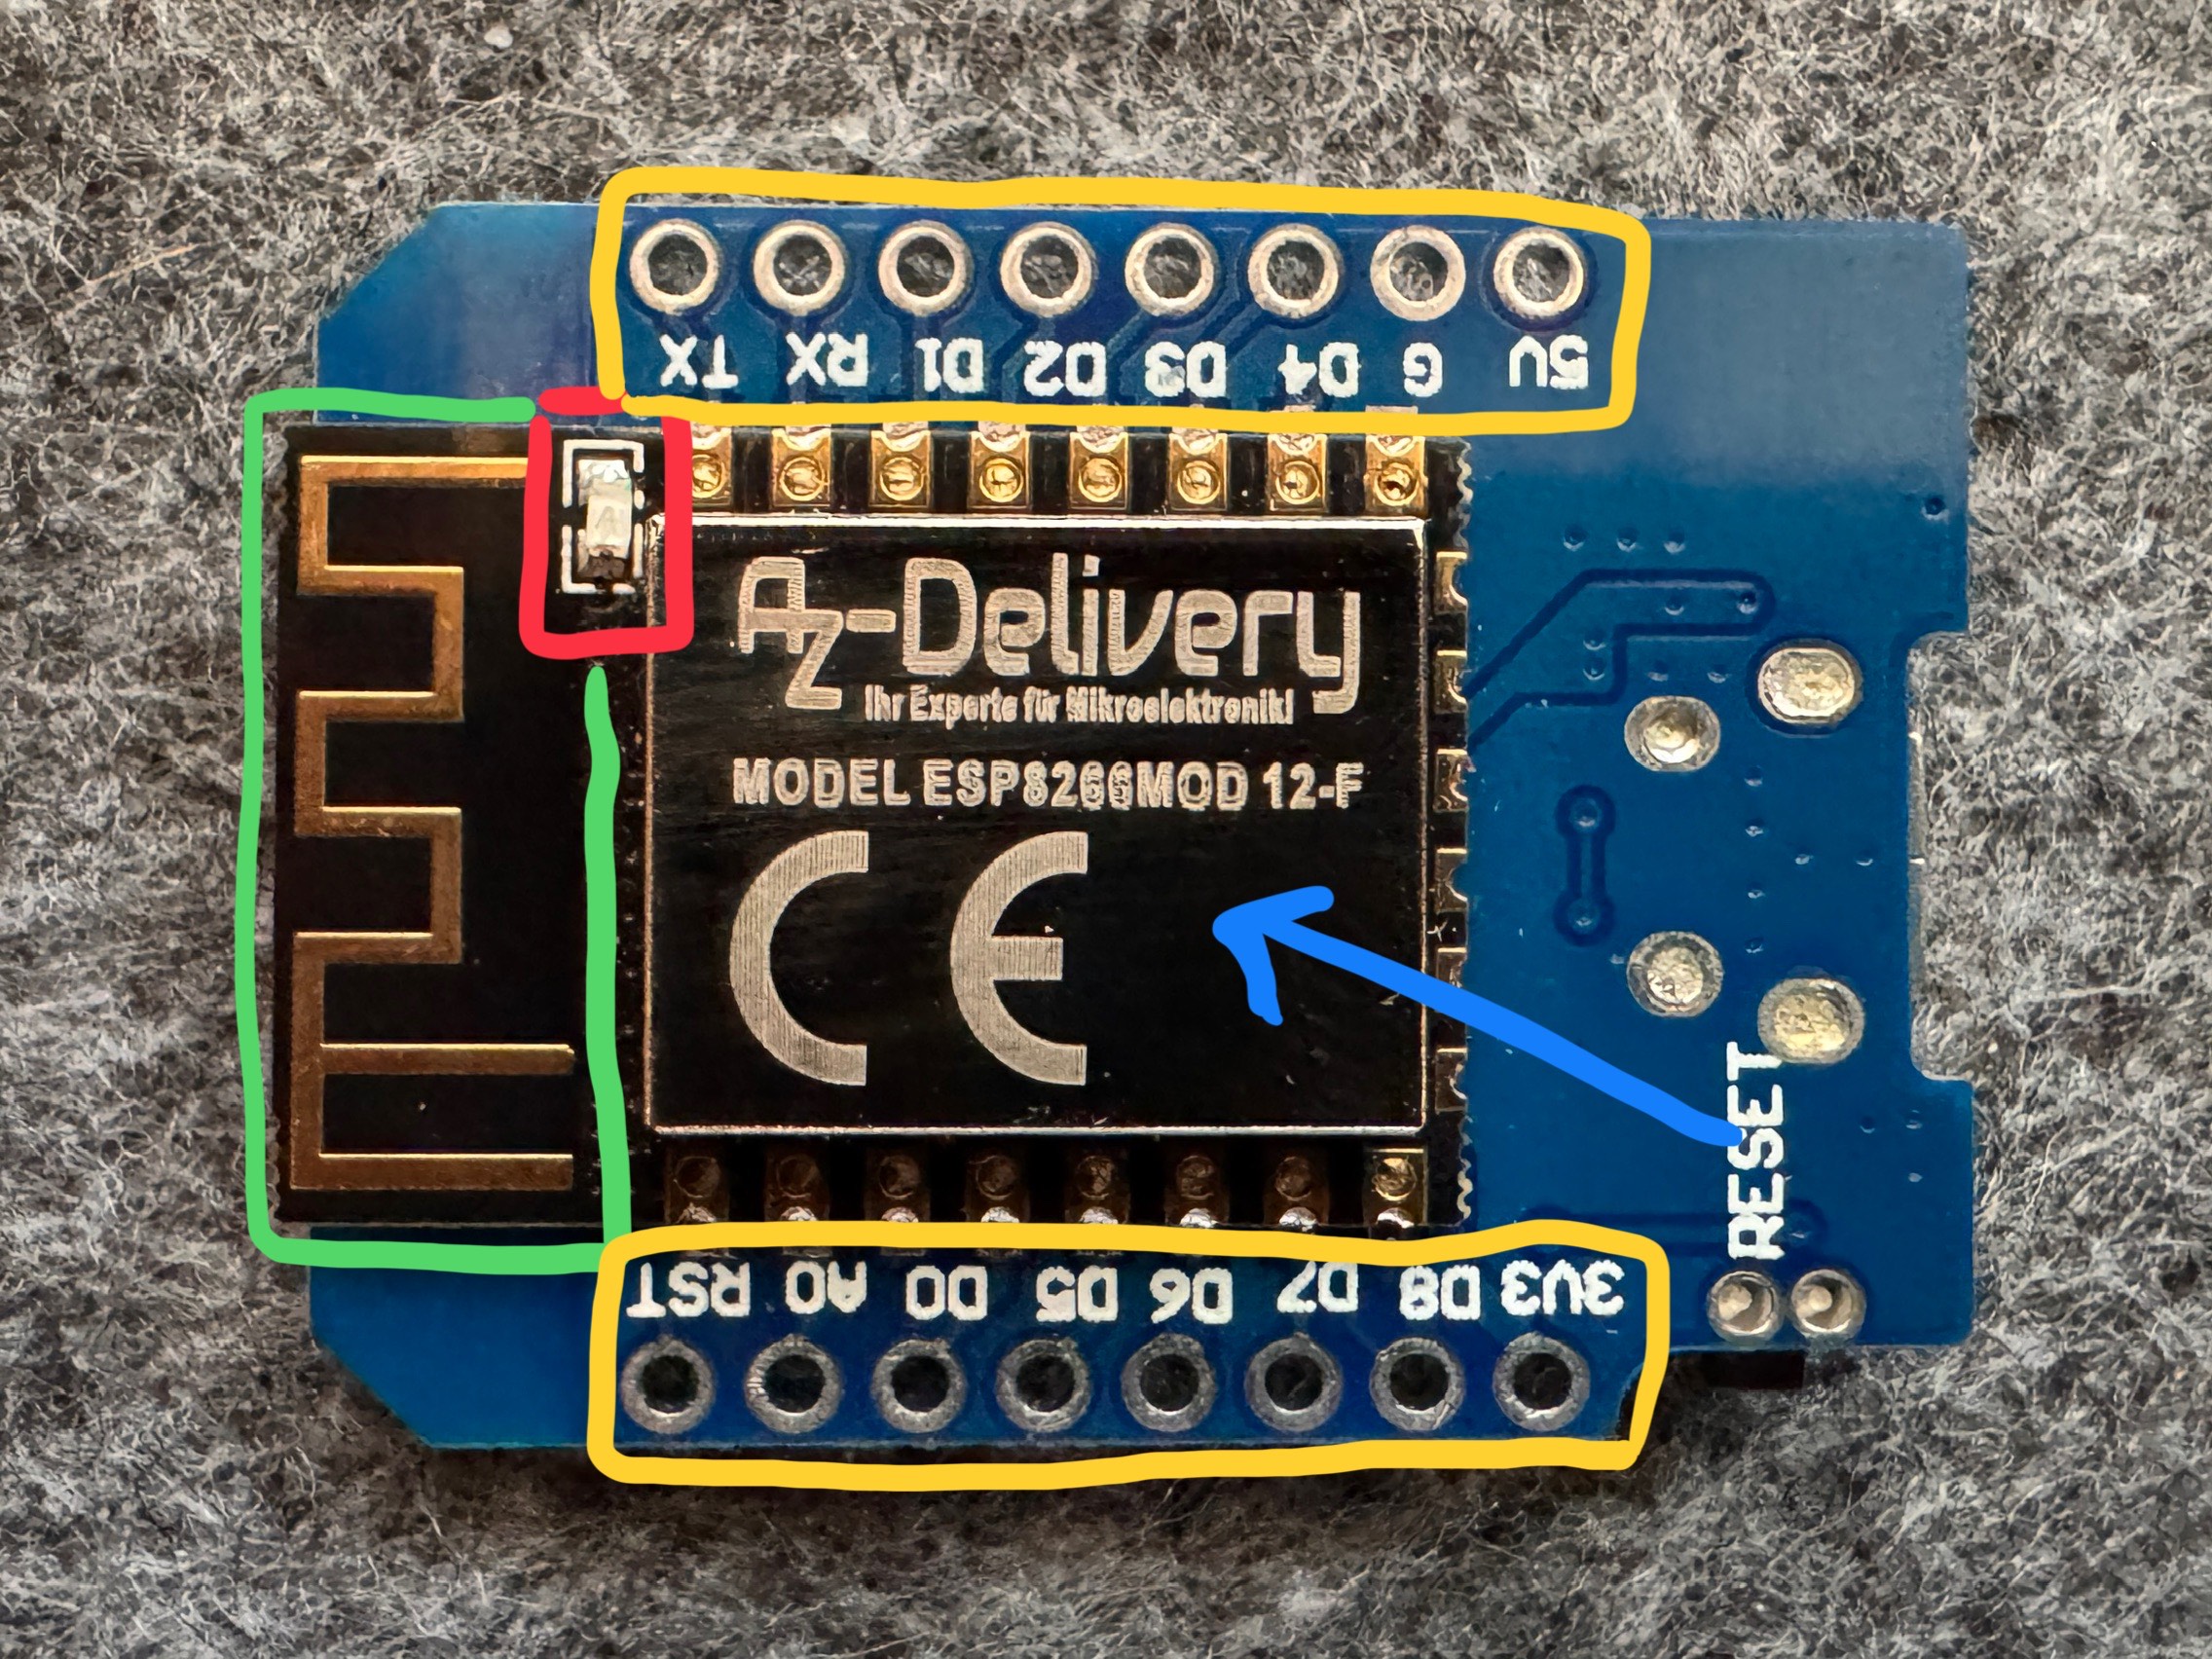 TX RX D1 D2 D3 D4 G 5V
AZ-Delivery
Ihr Experte für Mikroelektronik!
MODEL ESP8266MOD 12-F
CE
RESET
RST A0 D0 D5 D6 D7 D8 3V3